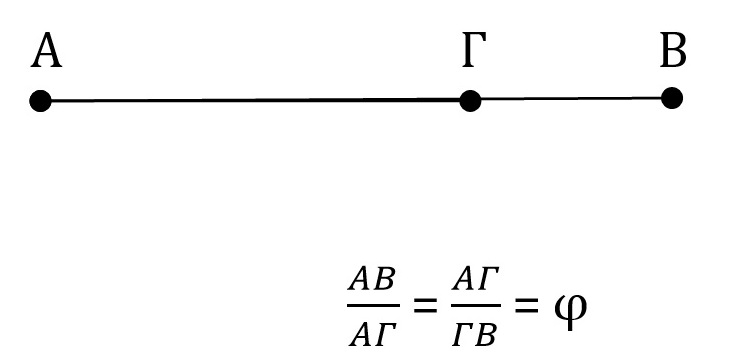 Α Γ Β
ΑΒ/ΑΓ = ΑΓ/ΓΒ = φ